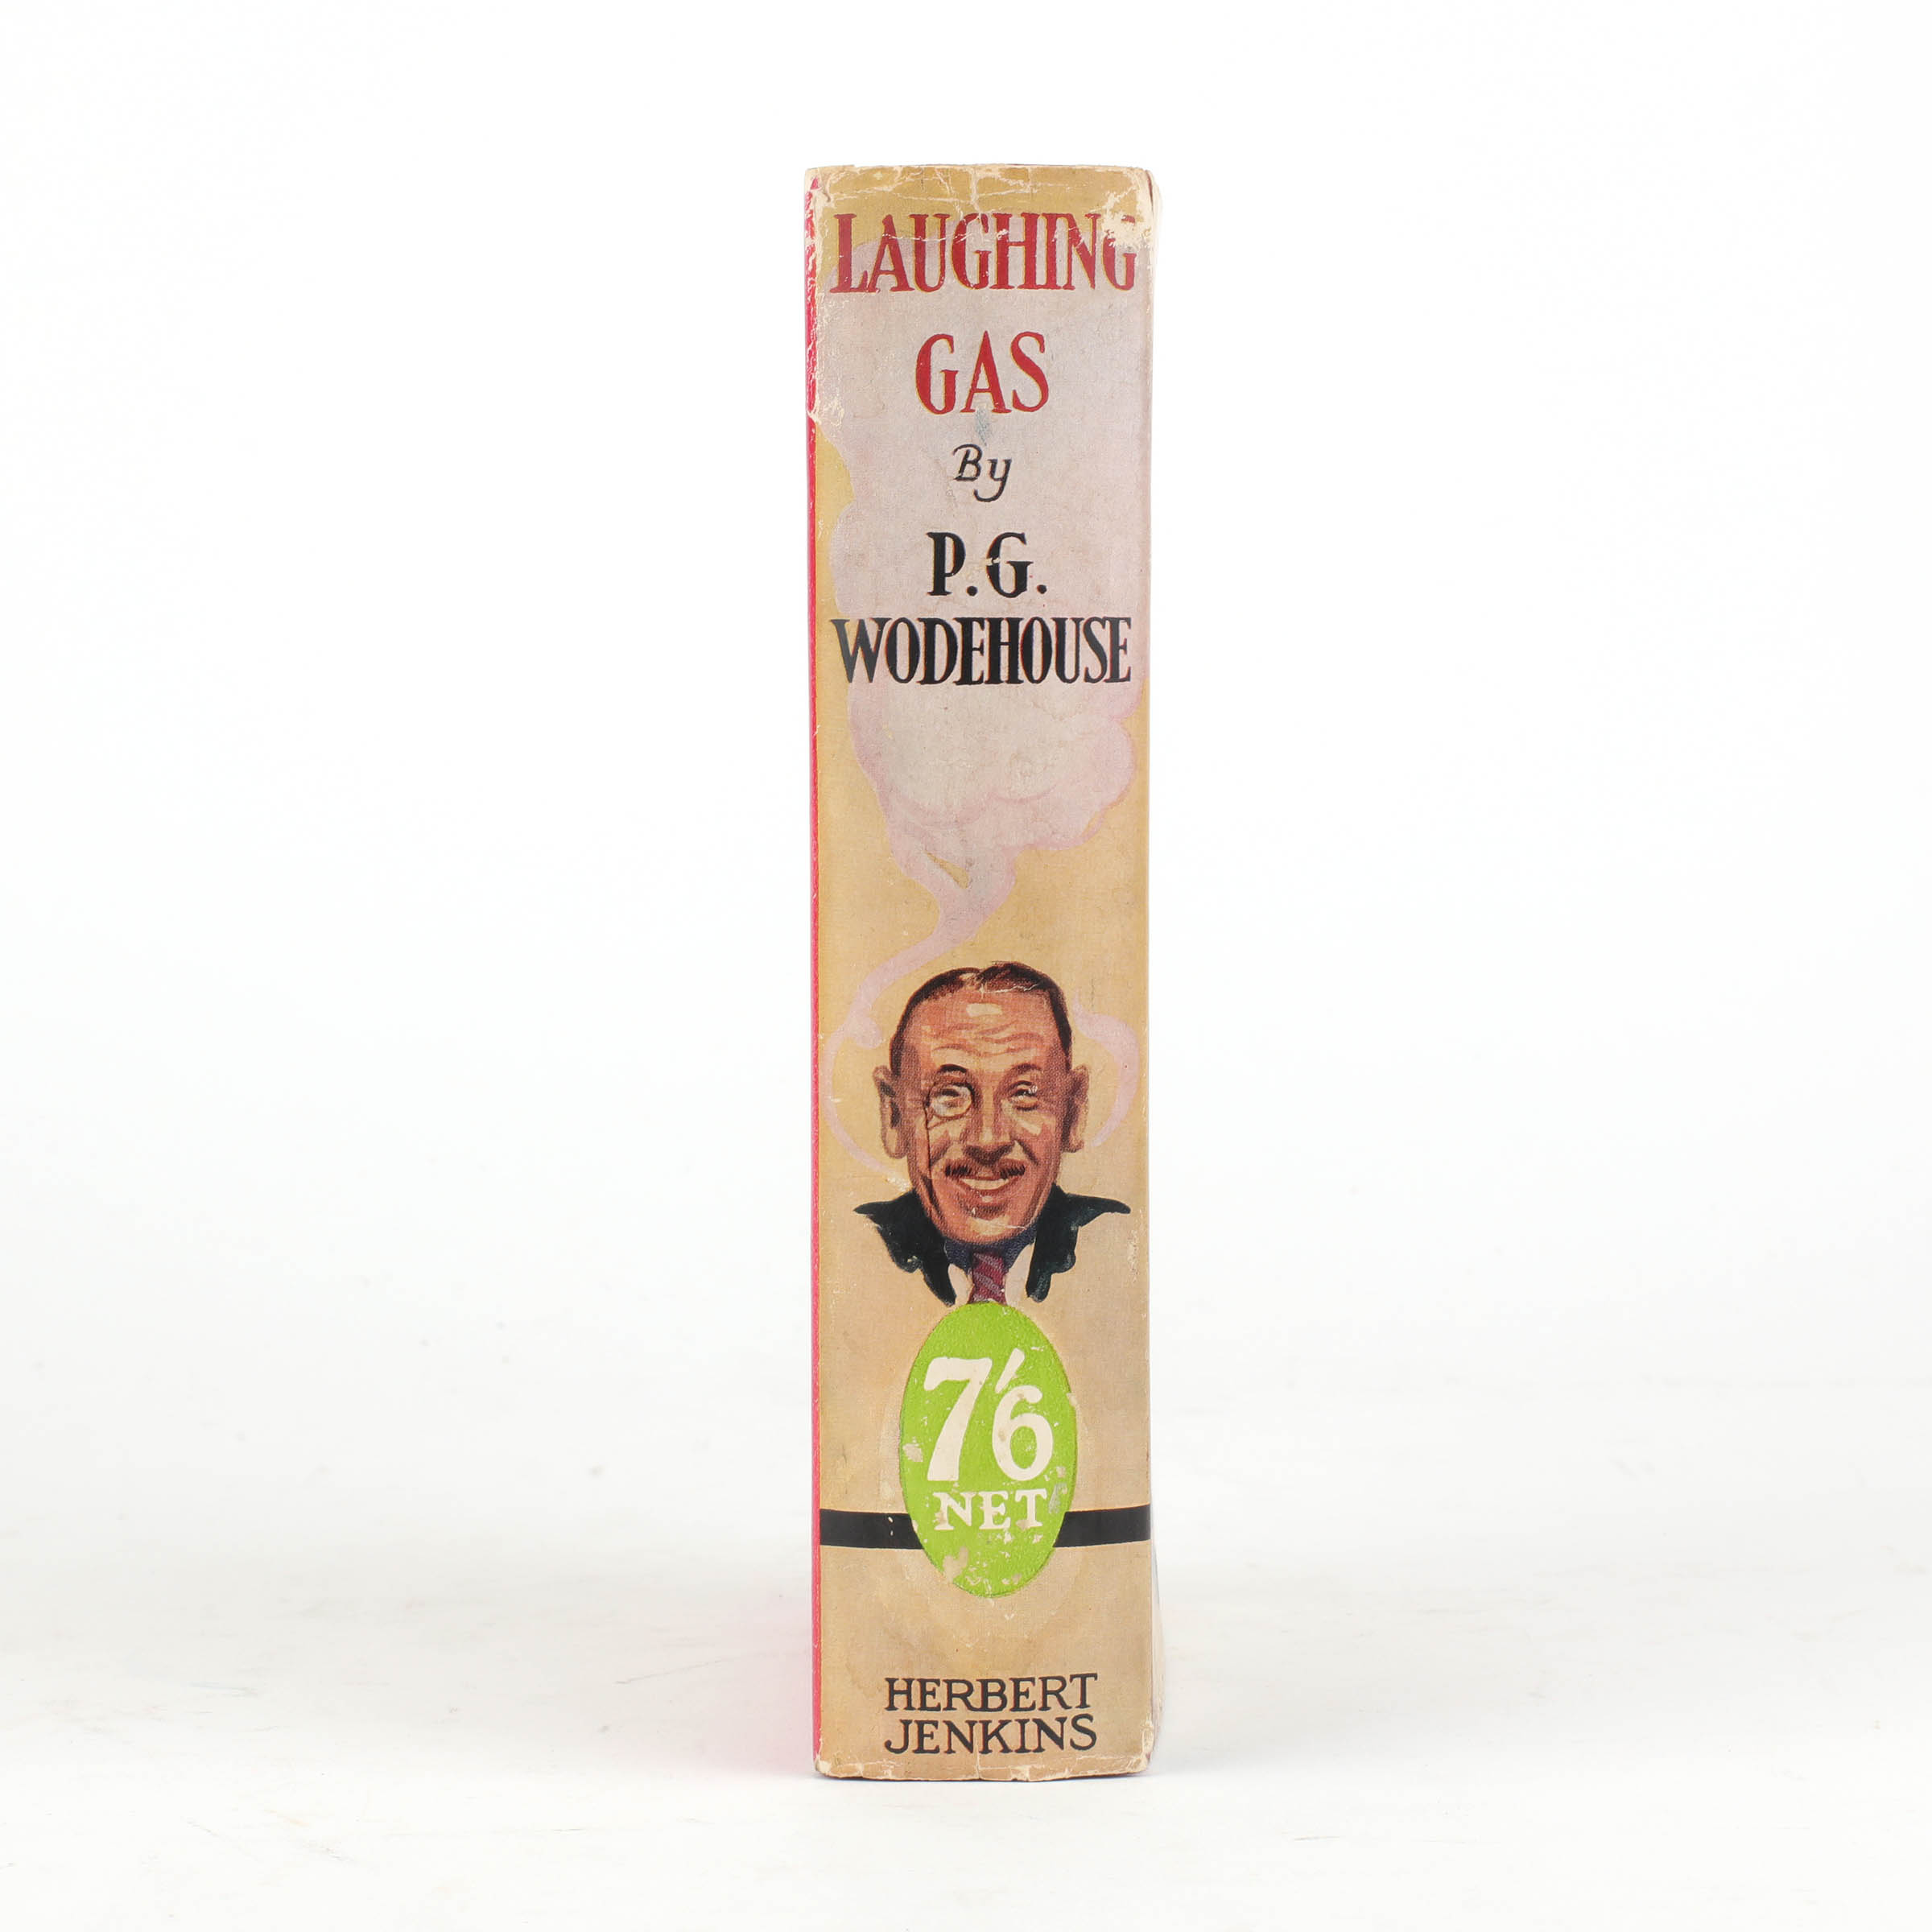 LAUGHING
GAS
By
P.G.
WODEHOUSE
7'6
NET
HERBERT
JENKINS